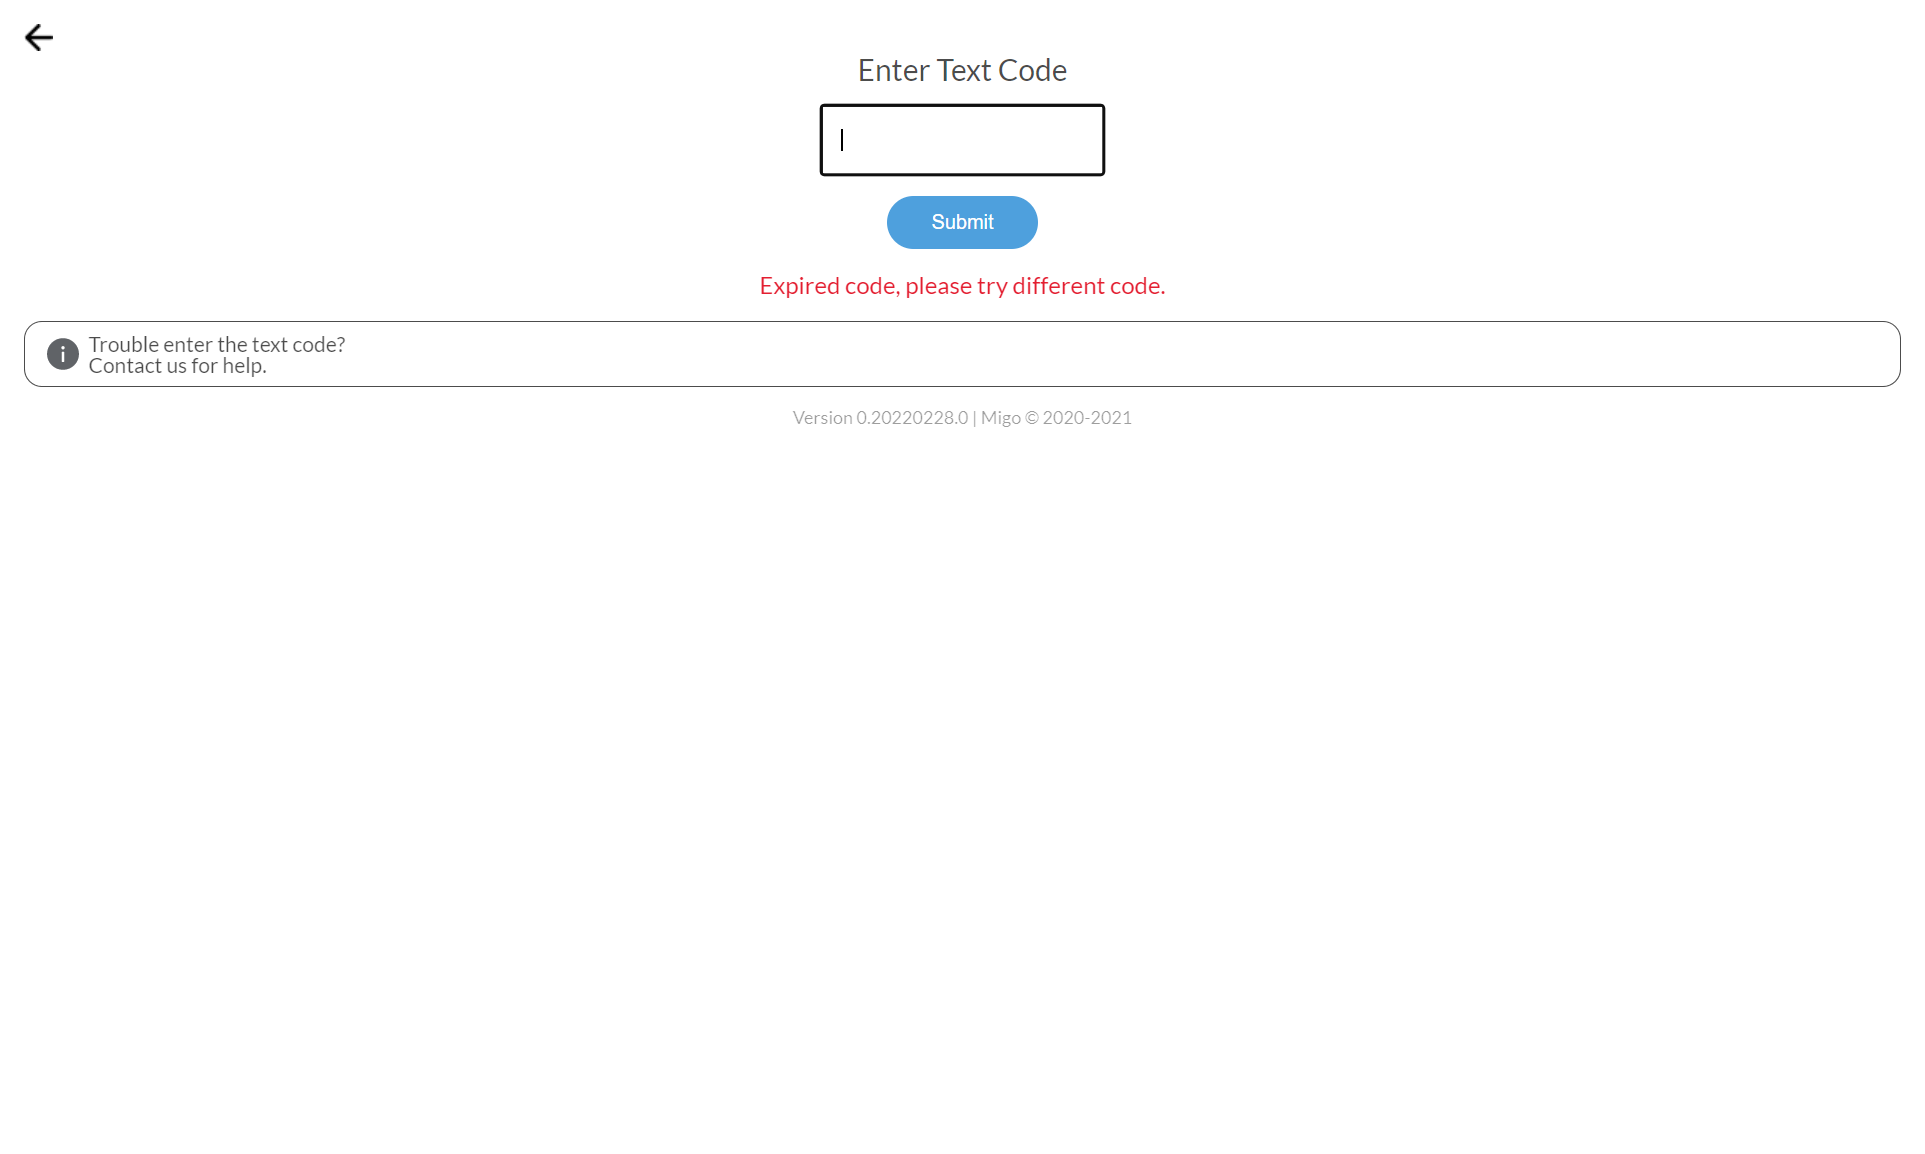 Enter Text Code
Submit
Expired code, please try different code.
Trouble enter the text code?
Contact us for help.
Version 0.20220228.0 | Migo © 2020-2021